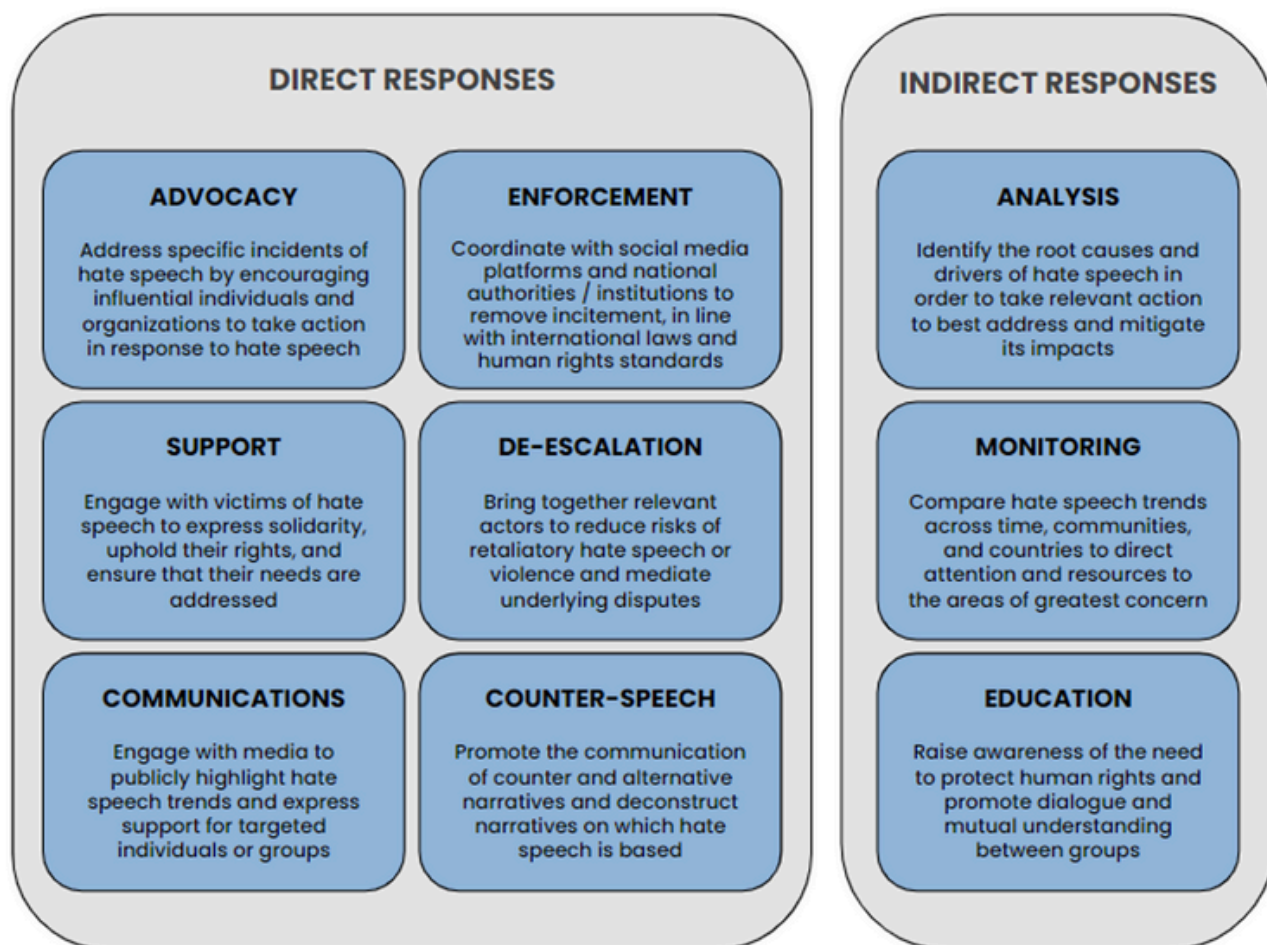 DIRECT RESPONSES
ADVOCACY
Address specific incidents of
hate speech by encouraging
influential individuals and
organizations to take action
in response to hate speech
ENFORCEMENT
Coordinate with social media
platforms and national
authorities / institutions to
remove incitement, in line
with international laws and
human rights standards
SUPPORT
Engage with victims of hate
speech to express solidarity,
uphold their rights, and
ensure that their needs are
addressed
DE-ESCALATION
Bring together relevant
actors to reduce risks of
retaliatory hate speech or
violence and mediate
underlying disputes
COMMUNICATIONS
Engage with media to
publicly highlight hate
speech trends and express
support for targeted
individuals or groups
COUNTER-SPEECH
Promote the communication
of counter and alternative
narratives and deconstruct
narratives on which hate
speech is based
INDIRECT RESPONSES
ANALYSIS
Identify the root causes and
drivers of hate speech in
order to take relevant action
to best address and mitigate
its impacts
MONITORING
Compare hate speech trends
across time, communities,
and countries to direct
attention and resources to
the areas of greatest concern
EDUCATION
Raise awareness of the need
to protect human rights and
promote dialogue and
mutual understanding
between groups